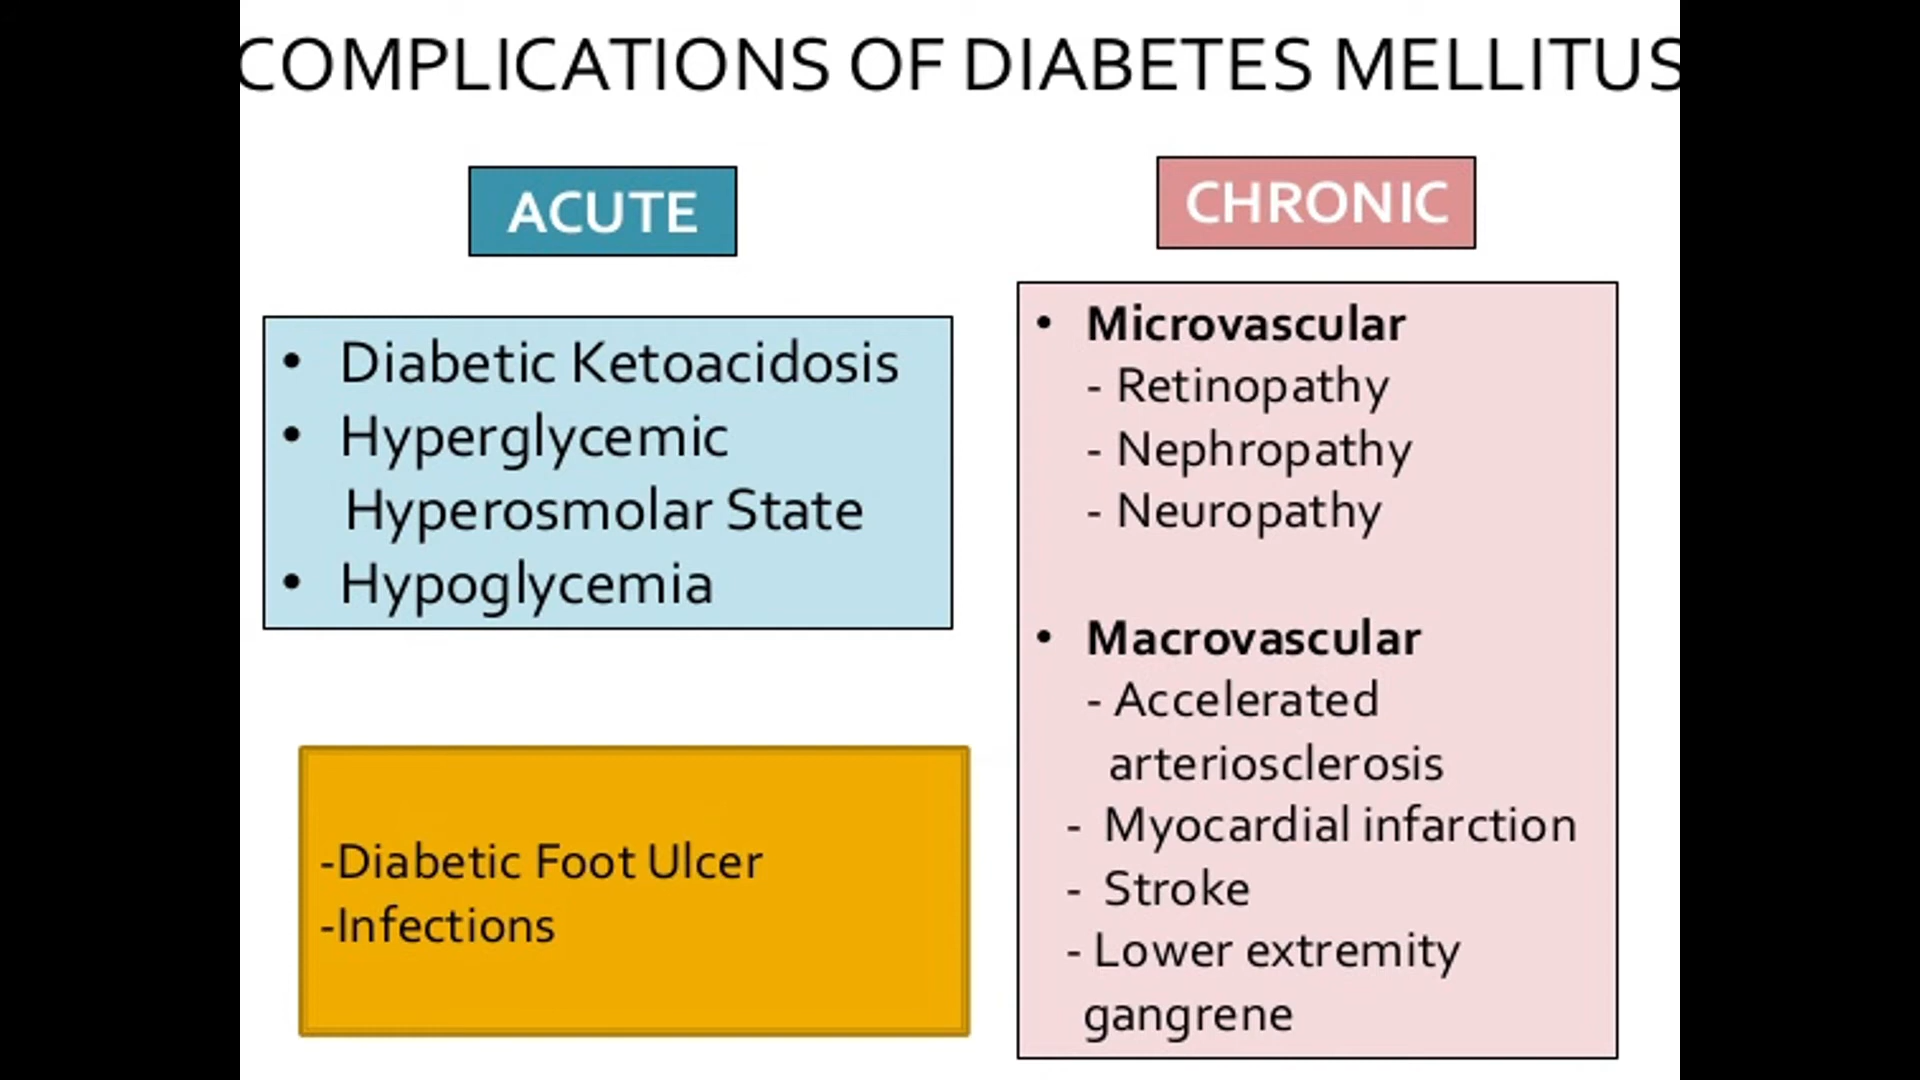 COMPLICATIONS OF DIABETES MELLITUS
ACUTE
• Diabetic Ketoacidosis
• Hyperglycemic
Hyperosmolar State
• Hypoglycemia
-Diabetic Foot Ulcer
-Infections
CHRONIC
• Microvascular
- Retinopathy
- Nephropathy
- Neuropathy
• Macrovascular
- Accelerated
arteriosclerosis
- Myocardial infarction
- Stroke
- Lower extremity
gangrene